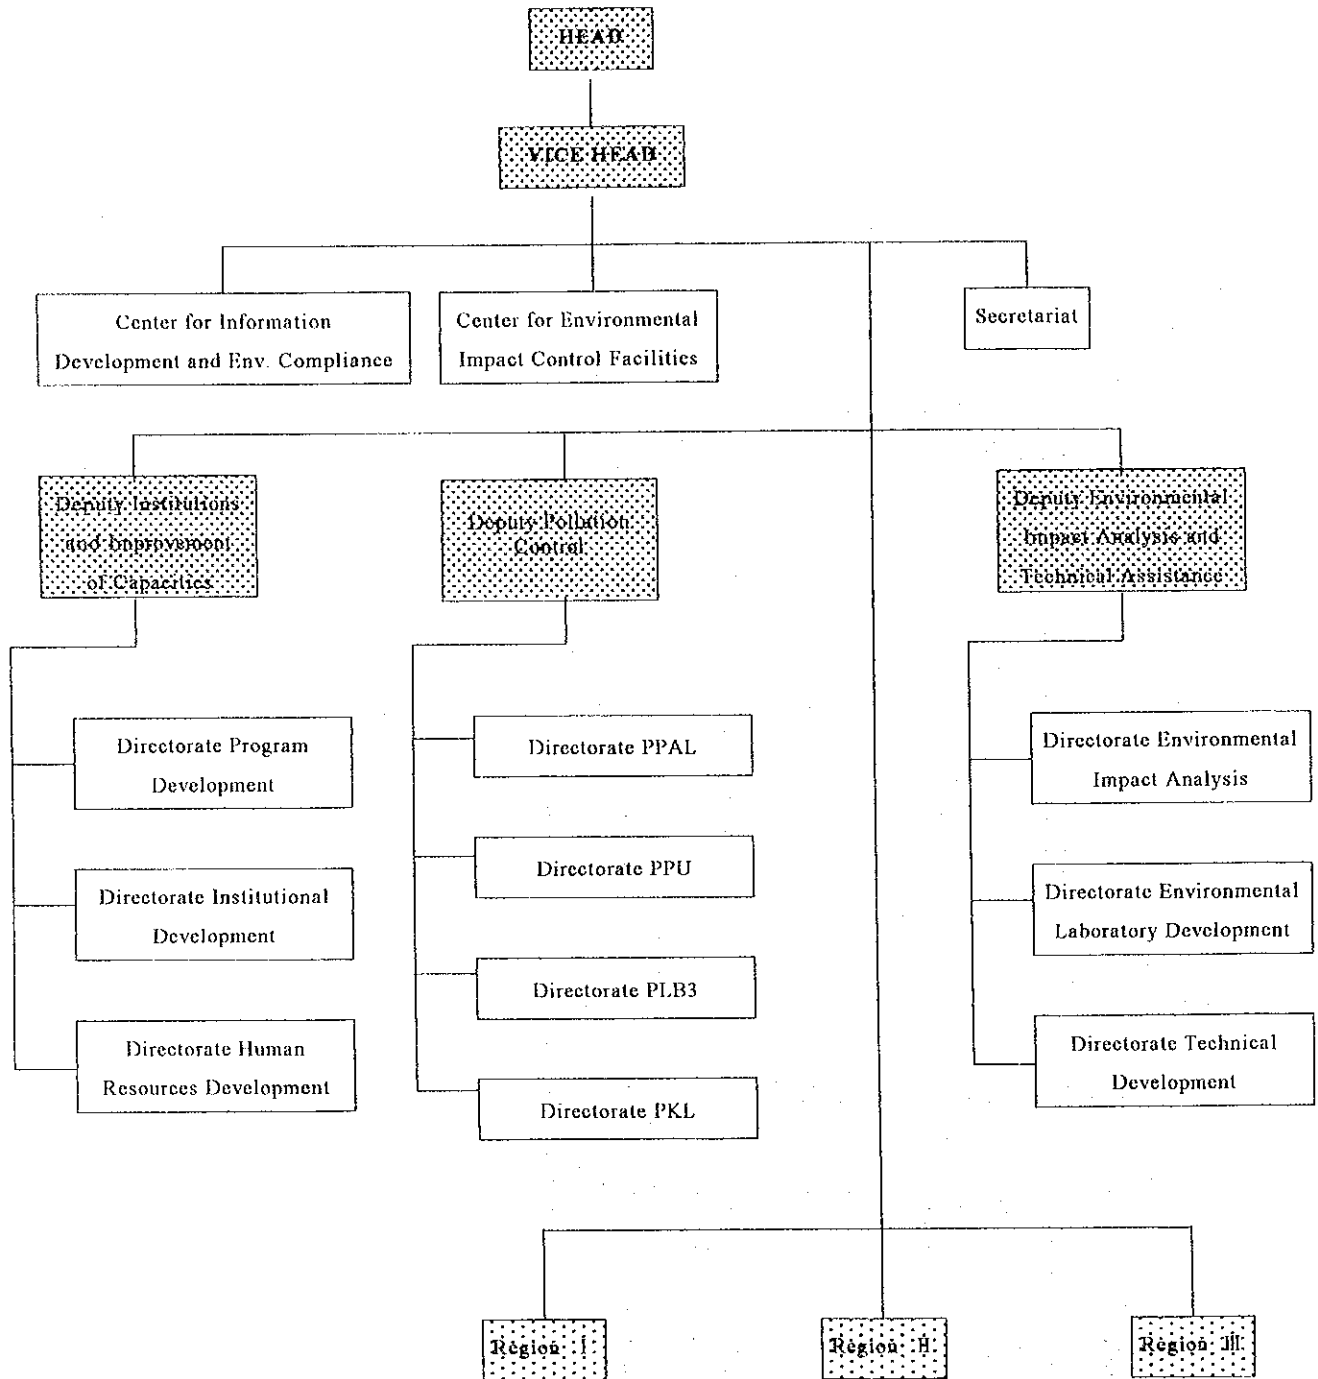 HEAD
VICE HEAD
Center for Information
Development and Env. Compliance
Center for Environmental
Impact Control Facilities
Secretariat
Deputy Institutions
and Improvement
of Capacities
Deputy Pollution
Control
Deputy Environmental
Impact Analysis and
Technical Assistance
Directorate Program
Development
Directorate Institutional
Development
Directorate Human
Resources Development
Directorate PPAL
Directorate PPU
Directorate PLB3
Directorate PKL
Directorate Environmental
Impact Analysis
Directorate Environmental
Laboratory Development
Directorate Technical
Development
Region I
Region II
Region III